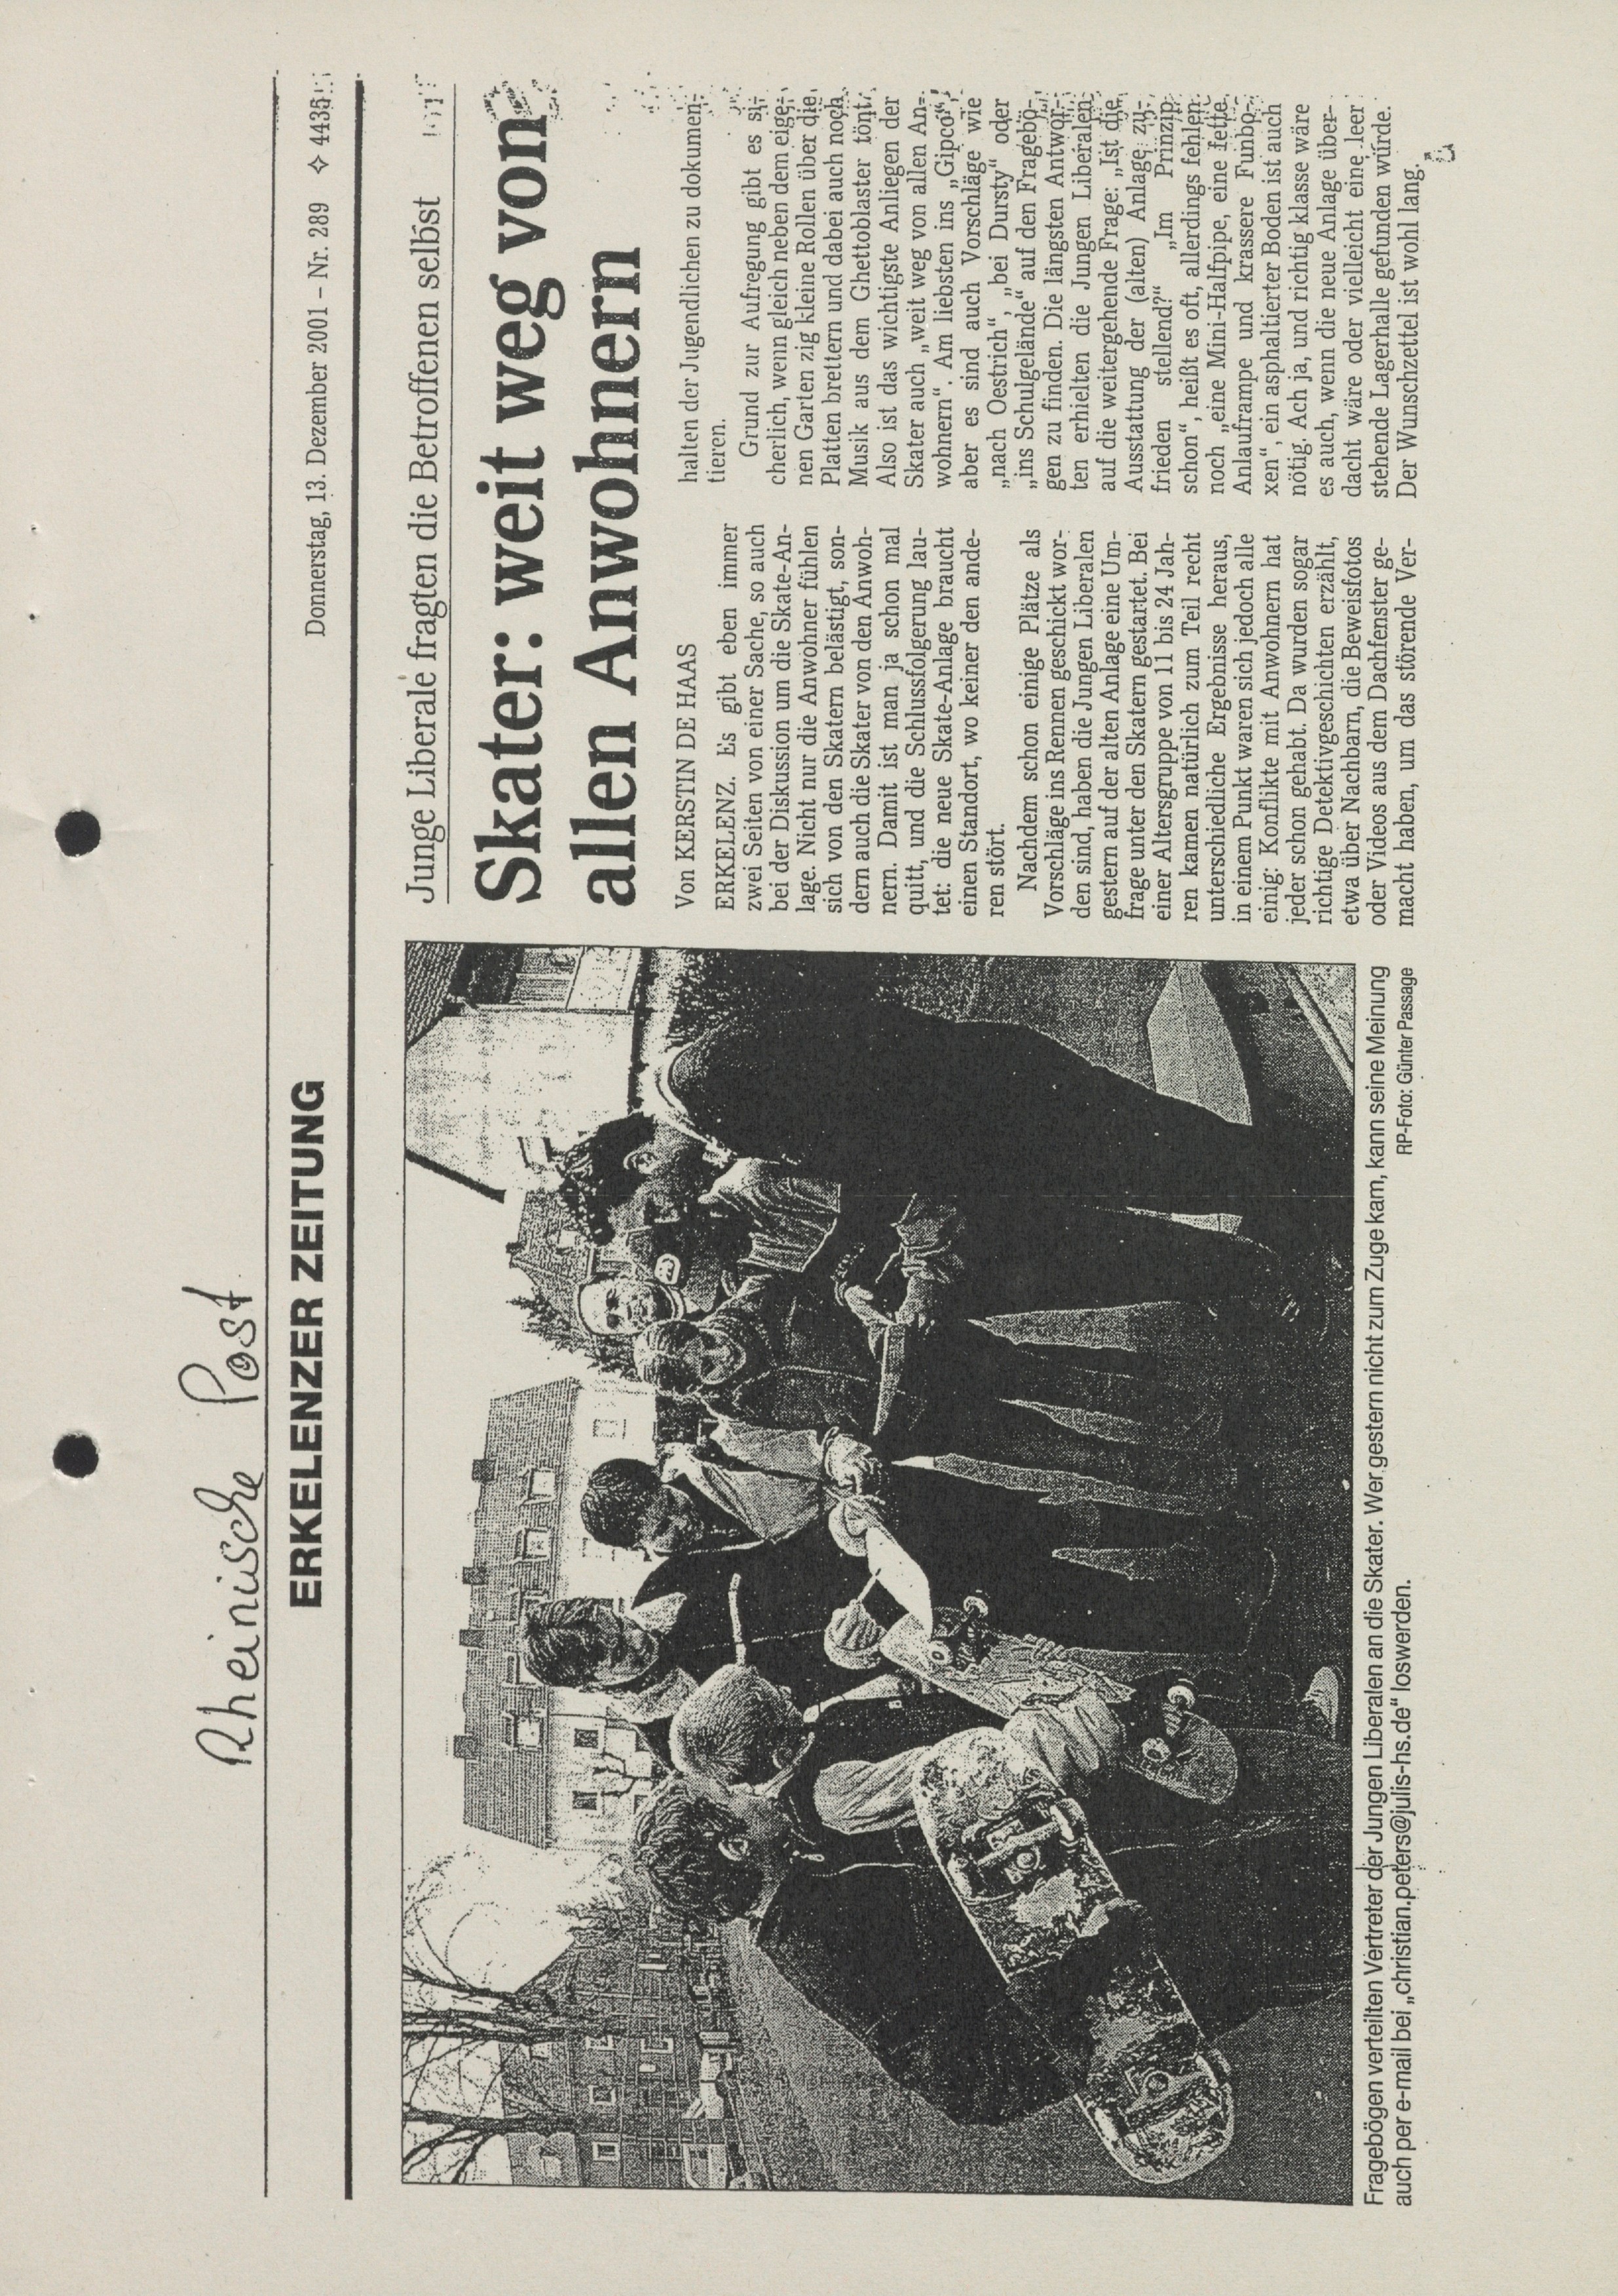 Rheinische Post
ERKELENZER ZEITUNG
Donnerstag, 13. Dezember 2001 – Nr. 289 ✧ 4435
Junge Liberale fragten die Betroffenen selbst
Skater: weit weg von
allen Anwohnern
Von KERSTIN DE HAAS
ERKELENZ. Es gibt eben immer
zwei Seiten von einer Sache, so auch
bei der Diskussion um die Skate-An-
lage. Nicht nur die Anwohner fühlen
sich von den Skatern belästigt, son-
dern auch die Skater von den Anwoh-
nern. Damit ist man ja schon mal
quitt, und die Schlussfolgerung lau-
tet: die neue Skate-Anlage braucht
einen Standort, wo keiner den ande-
ren stört.
Nachdem schon einige Plätze als
Vorschläge ins Rennen geschickt wor-
den sind, haben die Jungen Liberalen
gestern auf der alten Anlage eine Um-
frage unter den Skatern gestartet. Bei
einer Altersgruppe von 11 bis 24 Jah-
ren kamen natürlich zum Teil recht
unterschiedliche Ergebnisse heraus,
in einem Punkt waren sich jedoch alle
einig: Konflikte mit Anwohnern hat
jeder schon gehabt. Da wurden sogar
richtige Detektivgeschichten erzählt,
etwa über Nachbarn, die Beweisfotos
oder Videos aus dem Dachfenster ge-
macht haben, um das störende Ver-
halten der Jugendlichen zu dokumen-
tieren.
Grund zur Aufregung gibt es si-
cherlich, wenn gleich neben dem eige-
nen Garten zig kleine Rollen über die
Platten brettern und dabei auch noch
Musik aus dem Ghettoblaster tönt.
Also ist das wichtigste Anliegen der
Skater auch „weit weg von allen An-
wohnern“. Am liebsten ins „Gipco“,
aber es sind auch Vorschläge wie
„nach Oestrich“, „bei Dursty“ oder
„ins Schulgelände“ auf den Fragebö-
gen zu finden. Die längsten Antwor-
ten erhielten die Jungen Liberalen
auf die weitergehende Frage: „Ist die
Ausstattung der (alten) Anlage zu-
frieden stellend?“ „Im Prinzip
schon“, heißt es oft, allerdings fehlen
noch „eine Mini-Halfpipe, eine fette
Anlauframpe und krassere Funbo-
xen“, ein asphaltierter Boden ist auch
nötig. Ach ja, und richtig klasse wäre
es auch, wenn die neue Anlage über-
dacht wäre oder vielleicht eine leer
stehende Lagerhalle gefunden würde.
Der Wunschzettel ist wohl lang.
Fragebögen verteilten Vertreter der Jungen Liberalen an die Skater. Wer gestern nicht zum Zuge kam, kann seine Meinung
auch per e-mail bei „christian.peters@julis-hs.de“ loswerden.
RP-Foto: Günter Passage